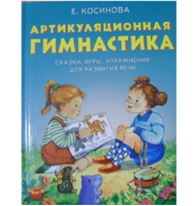 Е. КОСИНОВА
АРТИКУЛЯЦИОННАЯ
ГИМНАСТИКА
СКАЗКИ, ИГРЫ, УПРАЖНЕНИЯ
ДЛЯ РАЗВИТИЯ РЕЧИ